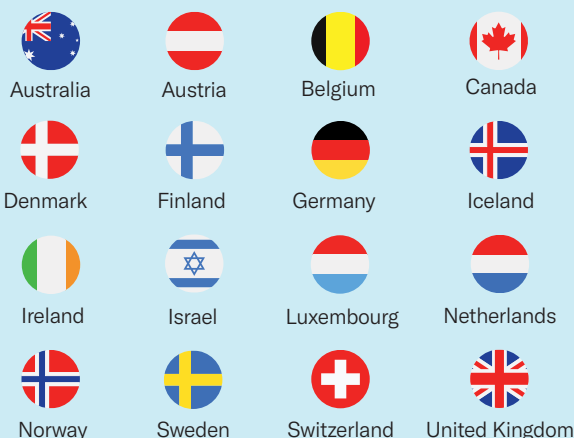 Australia Austria Belgium Canada
Denmark Finland Germany Iceland
Ireland Israel Luxembourg Netherlands
Norway Sweden Switzerland United Kingdom